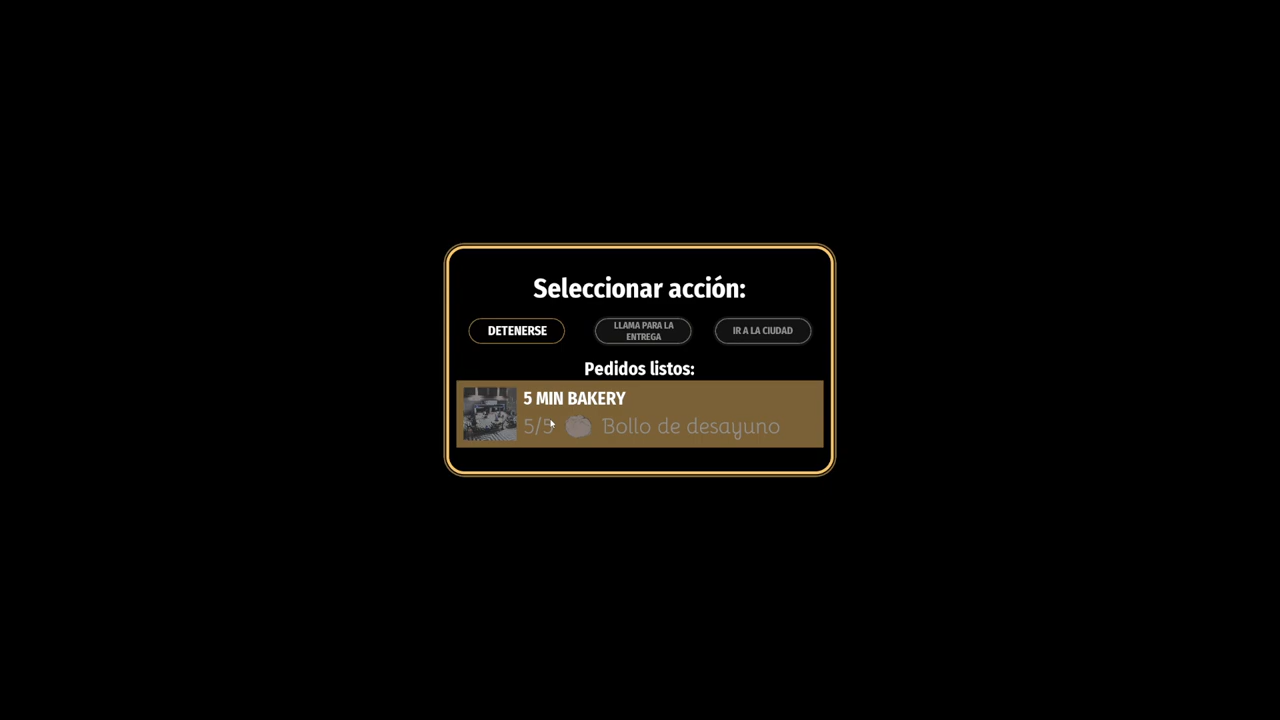 Seleccionar acción:
DETENERSE
LLAMA PARA LA
ENTREGA
IR A LA CIUDAD
Pedidos listos:
5 MIN BAKERY
5/5 Bollo de desayuno